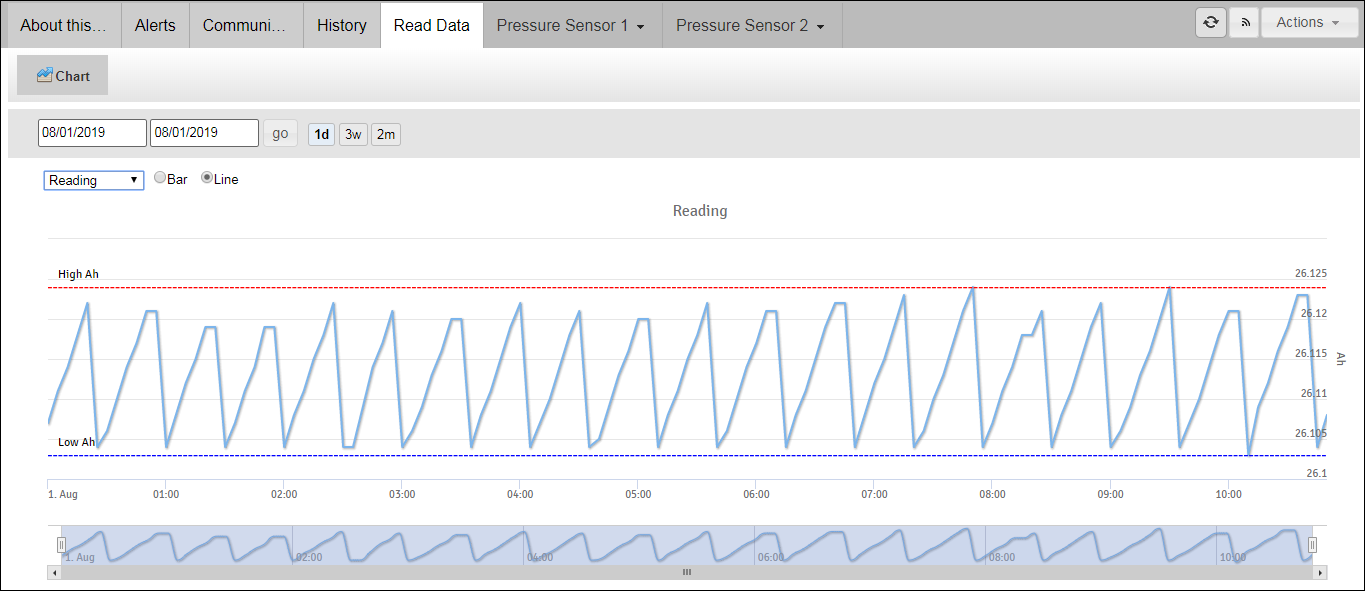 About this... Alerts Communi... History Read Data Pressure Sensor 1 Pressure Sensor 2 Actions
Chart
08/01/2019 08/01/2019 go 1d 3w 2m
Reading Bar Line
Reading
High Ah
26.125
26.12
26.115
Ah
26.11
26.105
Low Ah
26.1
1. Aug 01:00 02:00 03:00 04:00 05:00 06:00 07:00 08:00 09:00 10:00
1. Aug 02:00 04:00 06:00 08:00 10:00